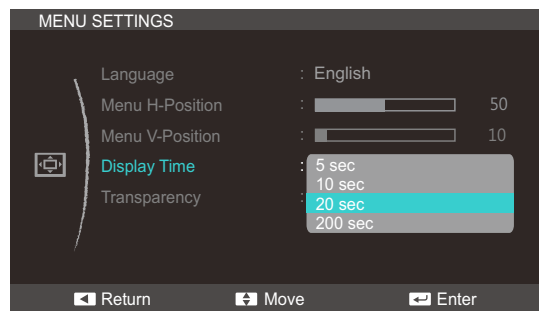 MENU SETTINGS
Language : English
Menu H-Position : 50
Menu V-Position : 10
Display Time : 5 sec
10 sec
20 sec
Transparency : 200 sec
Return Move Enter